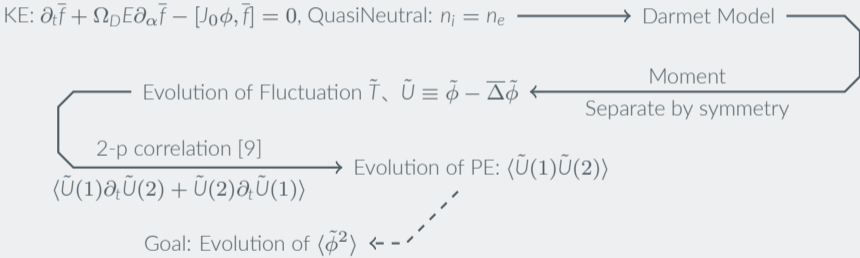 KE: ∂ₜf̄ + Ω_D E∂_αf̄ − [J₀ϕ, f̄] = 0, QuasiNeutral: nᵢ = nₑ ⟶ Darmet Model
Moment
Evolution of Fluctuation T̃、Ũ ≡ ϕ̃ − Δ̅ϕ̃
Separate by symmetry
2-p correlation [9]
Evolution of PE: ⟨Ũ(1)Ũ(2)⟩
⟨Ũ(1)∂ₜŨ(2) + Ũ(2)∂ₜŨ(1)⟩
Goal: Evolution of ⟨ϕ̃²⟩